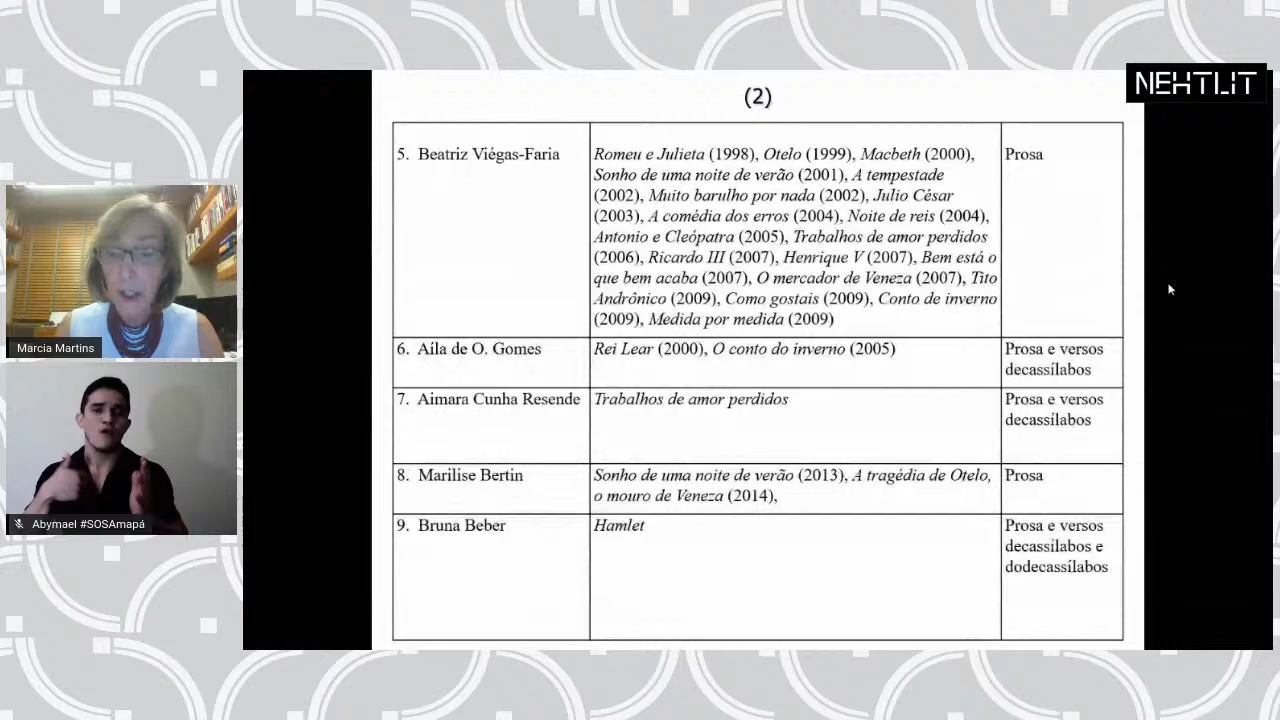 NEHTLIT
(2)
5. Beatriz Viégas-Faria
Romeu e Julieta (1998), Otelo (1999), Macbeth (2000),
Sonho de uma noite de verão (2001), A tempestade
(2002), Muito barulho por nada (2002), Julio César
(2003), A comédia dos erros (2004), Noite de reis (2004),
Antonio e Cleópatra (2005), Trabalhos de amor perdidos
(2006), Ricardo III (2007), Henrique V (2007), Bem está o
que bem acaba (2007), O mercador de Veneza (2007), Tito
Andrônico (2009), Como gostais (2009), Conto de inverno
(2009), Medida por medida (2009)
Prosa
6. Aíla de O. Gomes
Rei Lear (2000), O conto do inverno (2005)
Prosa e versos
decassílabos
7. Aimara Cunha Resende
Trabalhos de amor perdidos
Prosa e versos
decassílabos
8. Marilise Bertin
Sonho de uma noite de verão (2013), A tragédia de Otelo,
o mouro de Veneza (2014),
Prosa
9. Bruna Beber
Hamlet
Prosa e versos
decassílabos e
dodecassílabos
Marcia Martins
Abymael #SOSAmapá